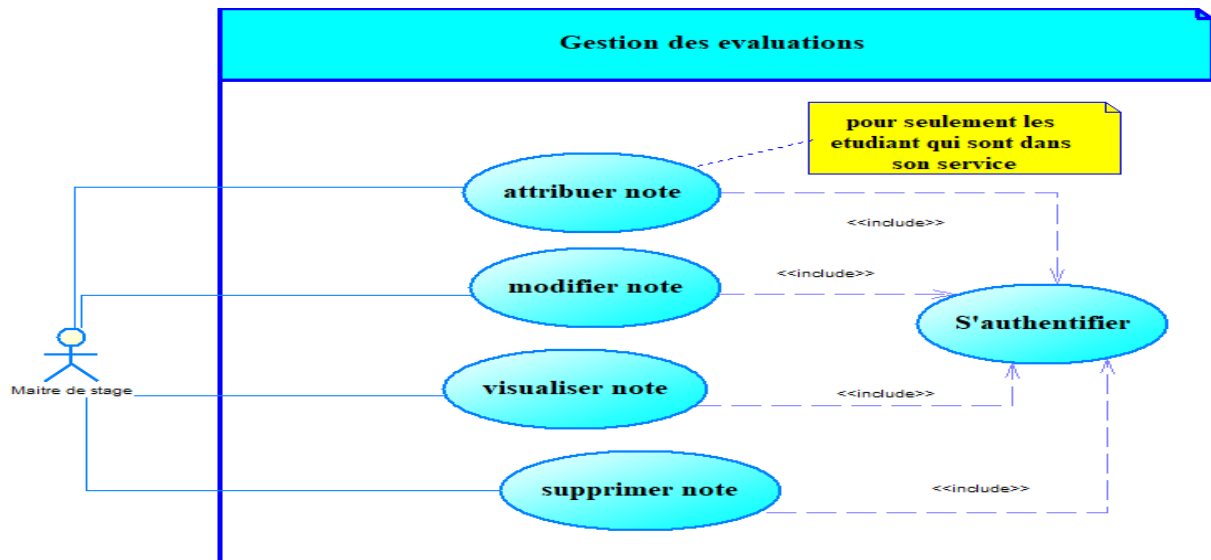 Gestion des evaluations
pour seulement les
etudiant qui sont dans
son service
attribuer note
<<include>>
modifier note
<<include>>
S'authentifier
Maitre de stage
visualiser note
<<include>>
supprimer note
<<include>>